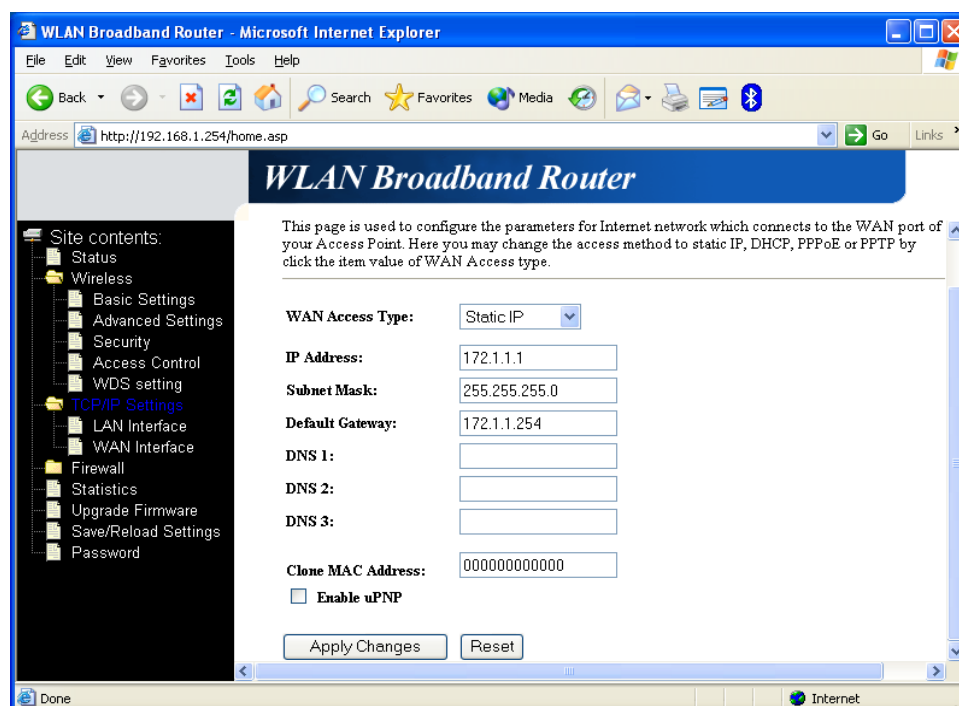 WLAN Broadband Router - Microsoft Internet Explorer
File Edit View Favorites Tools Help
Back Search Favorites Media
Address http://192.168.1.254/home.asp Go Links
WLAN Broadband Router
Site contents:
Status
Wireless
Basic Settings
Advanced Settings
Security
Access Control
WDS setting
TCP/IP Settings
LAN Interface
WAN Interface
Firewall
Statistics
Upgrade Firmware
Save/Reload Settings
Password
This page is used to configure the parameters for Internet network which connects to the WAN port of
your Access Point. Here you may change the access method to static IP, DHCP, PPPoE or PPTP by
click the item value of WAN Access type.
WAN Access Type: Static IP
IP Address: 172.1.1.1
Subnet Mask: 255.255.255.0
Default Gateway: 172.1.1.254
DNS 1:
DNS 2:
DNS 3:
Clone MAC Address: 000000000000
Enable uPNP
Apply Changes Reset
Done Internet